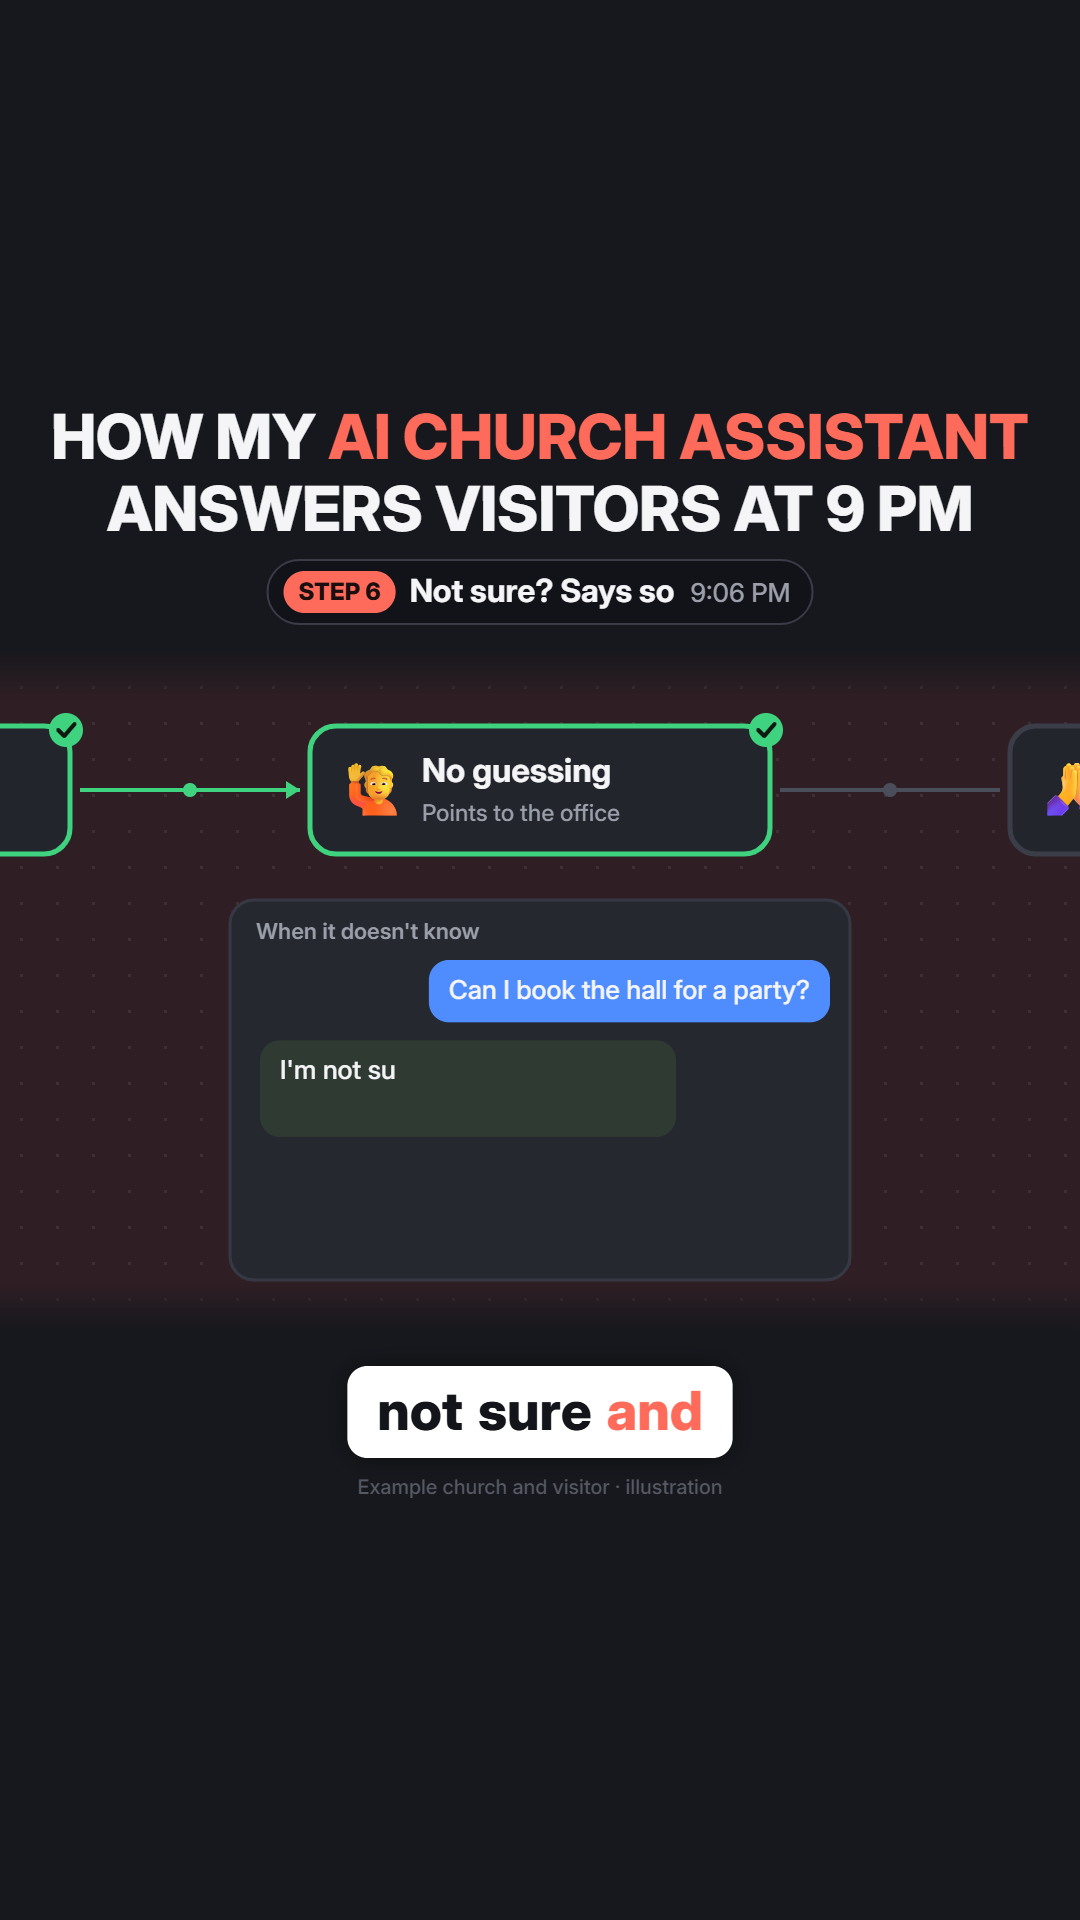 HOW MY AI CHURCH ASSISTANT
ANSWERS VISITORS AT 9 PM
STEP 6 Not sure? Says so 9:06 PM
No guessing
Points to the office
When it doesn't know
Can I book the hall for a party?
I'm not su
not sure and
Example church and visitor · illustration